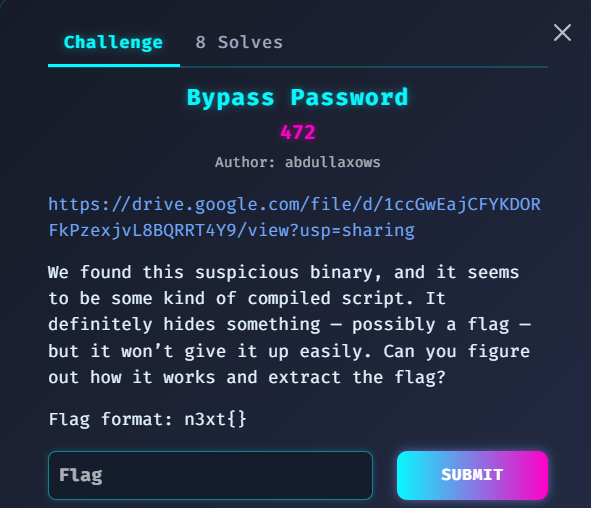 Challenge
8 Solves
Bypass Password
472
Author: abdullaxows
https://drive.google.com/file/d/1ccGwEajCFYKDOR
FkPzexjvL8BQRRT4Y9/view?usp=sharing
We found this suspicious binary, and it seems
to be some kind of compiled script. It
definitely hides something — possibly a flag —
but it won’t give it up easily. Can you figure
out how it works and extract the flag?
Flag format: n3xt{}
Flag
SUBMIT